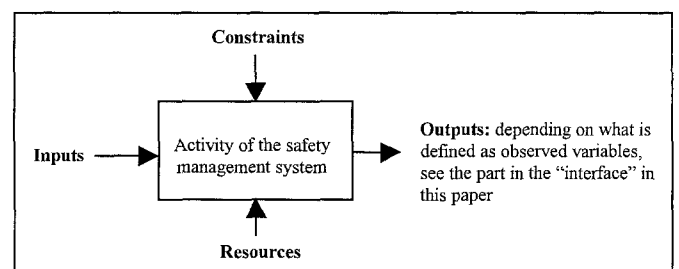 Constraints
Inputs
Activity of the safety
management system
Outputs: depending on what is
defined as observed variables,
see the part in the “interface” in
this paper
Resources